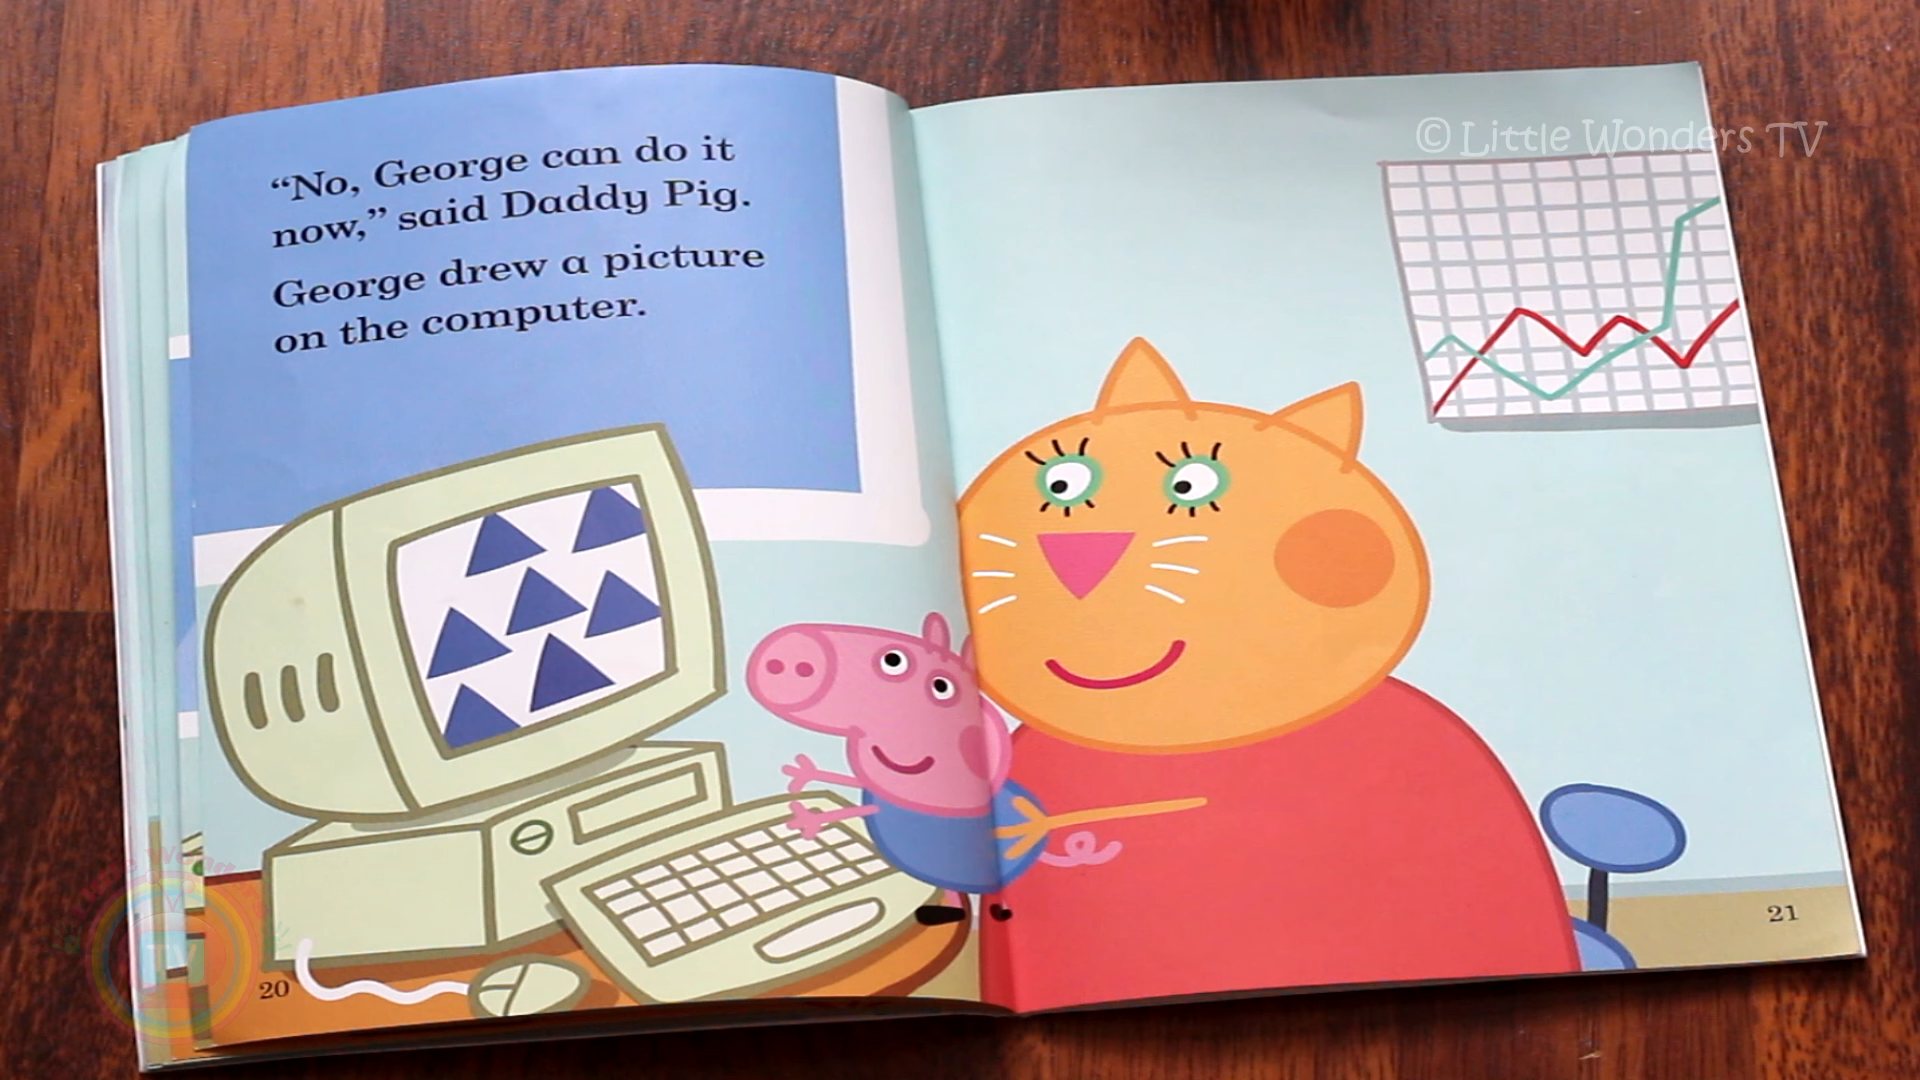 “No, George can do it
now,” said Daddy Pig.
George drew a picture
on the computer.
20
© Little Wonders TV
21
TV